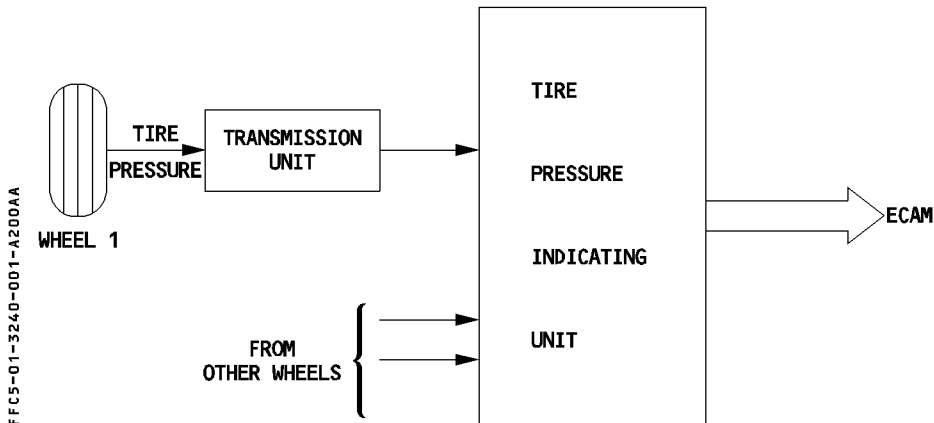 TIRE
PRESSURE
TRANSMISSION
UNIT
WHEEL 1
FROM
OTHER WHEELS
TIRE
PRESSURE
INDICATING
UNIT
ECAM
FFC5-01-3240-001-A200AA